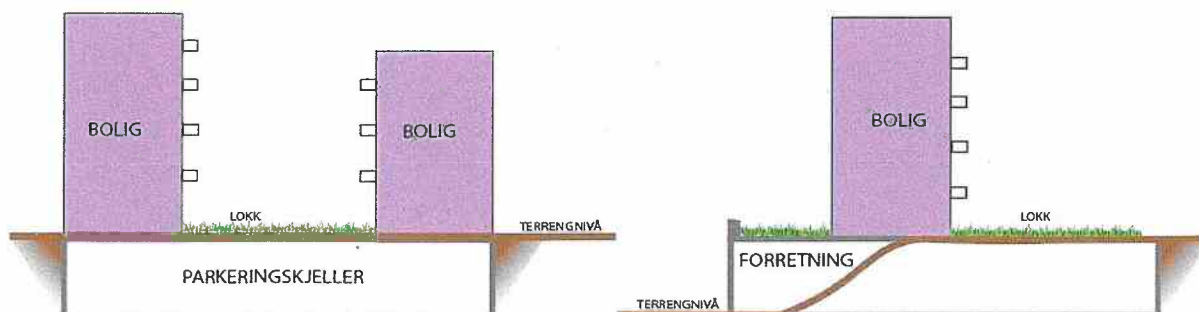 BOLIG
BOLIG
LOKK
TERRENGNIVÅ
PARKERINGSKJELLER
BOLIG
LOKK
FORRETNING
TERRENGNIVÅ